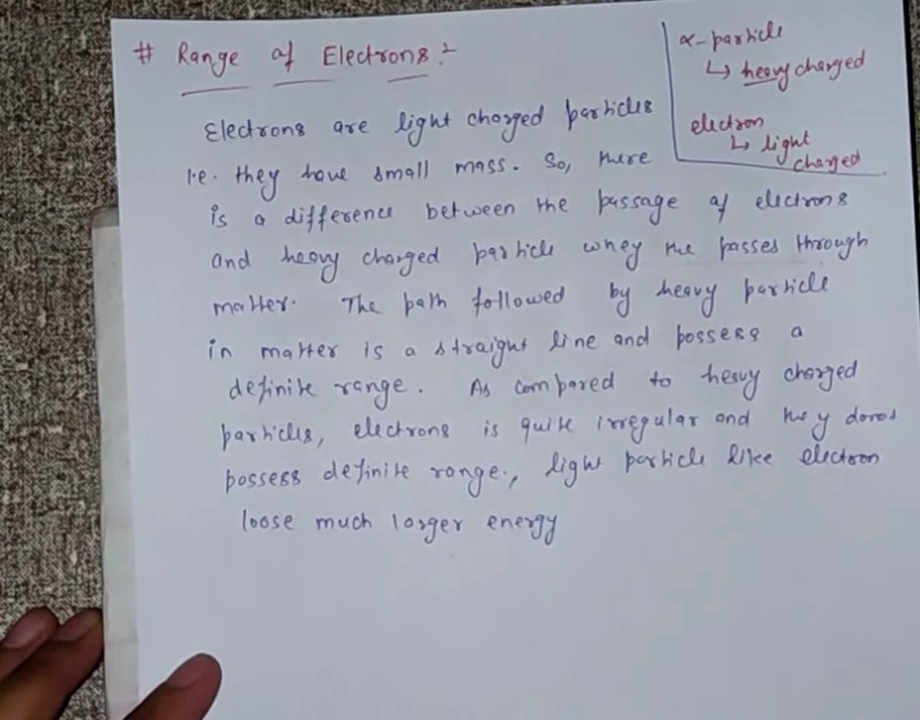 # Range of Electrons:-
α-particle
↳ heavy charged
electron
↳ light
charged
Electrons are light charged particles
i.e. they have small mass. So, there
is a difference between the passage of electrons
and heavy charged particle whey the passes through
matter. The path followed by heavy particle
in matter is a straight line and possess a
definite range. As compared to heavy charged
particles, electrons is quite irregular and they
possess definite range., light particle like electron
loose much larger energy